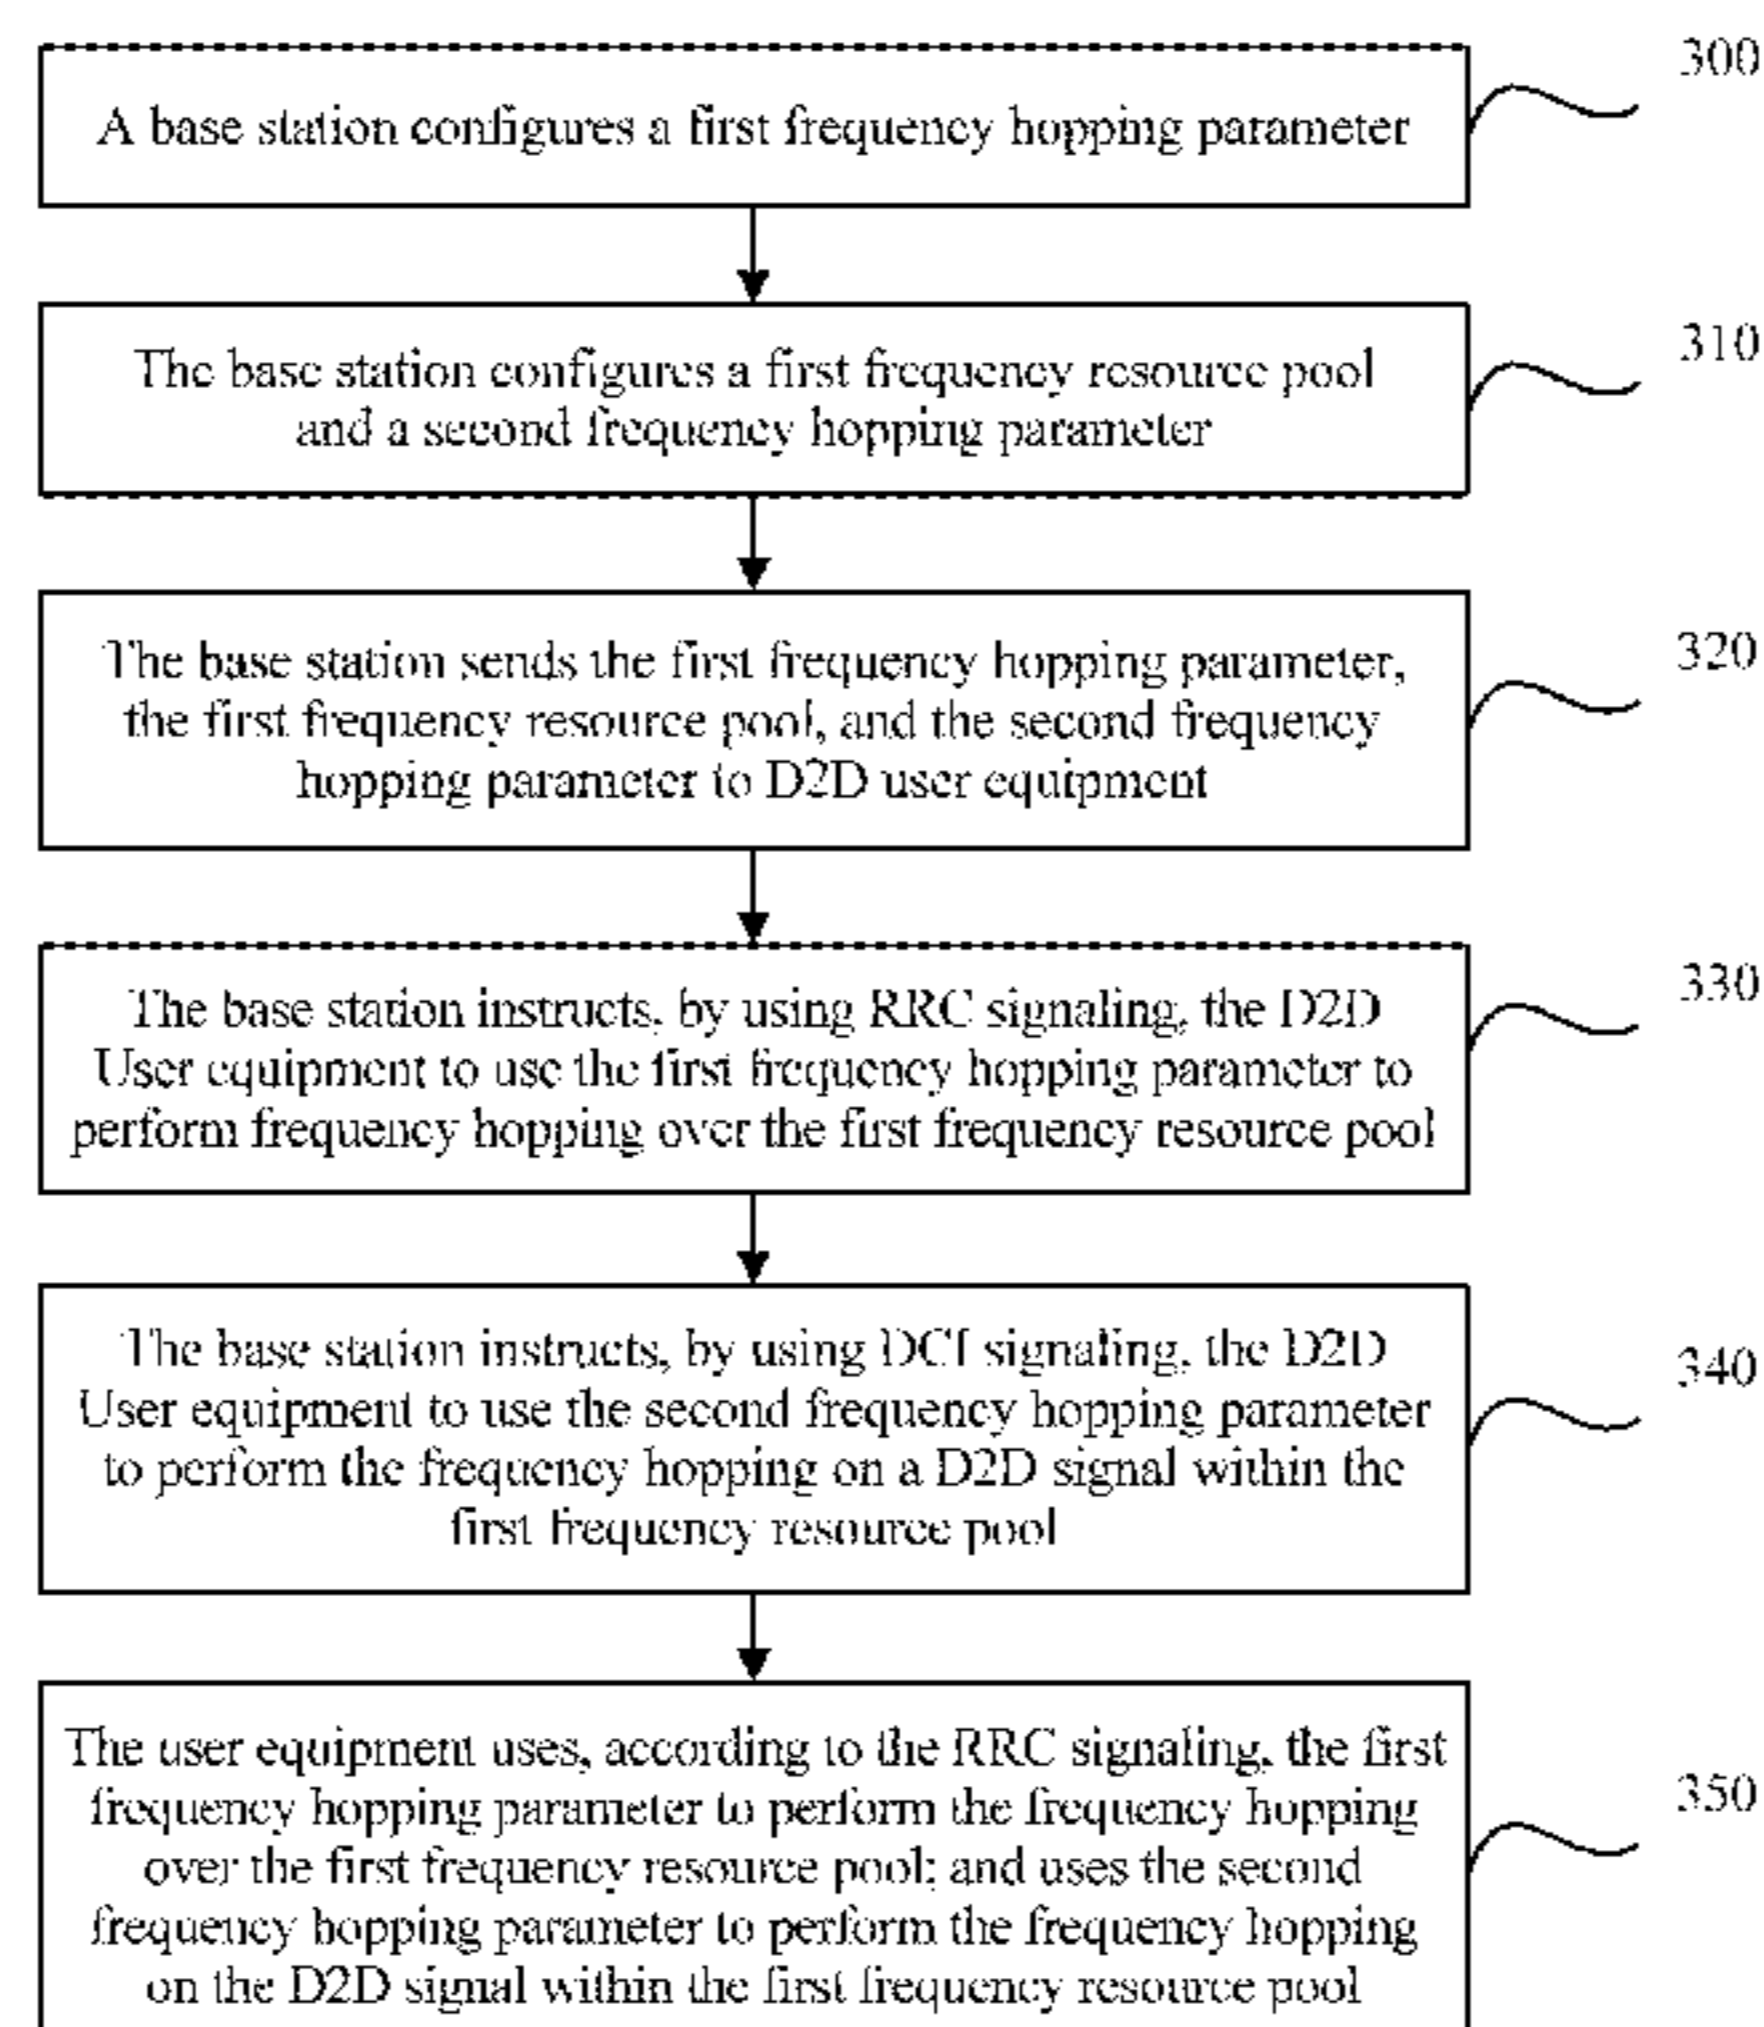 300
A base station configures a first frequency hopping parameter
310
The base station configures a first frequency resource pool
and a second frequency hopping parameter
320
The base station sends the first frequency hopping parameter,
the first frequency resource pool, and the second frequency
hopping parameter to D2D user equipment
330
The base station instructs, by using RRC signaling, the D2D
User equipment to use the first frequency hopping parameter to
perform frequency hopping over the first frequency resource pool
340
The base station instructs, by using DCI signaling, the D2D
User equipment to use the second frequency hopping parameter
to perform the frequency hopping on a D2D signal within the
first frequency resource pool
350
The user equipment uses, according to the RRC signaling, the first
frequency hopping parameter to perform the frequency hopping
over the first frequency resource pool; and uses the second
frequency hopping parameter to perform the frequency hopping
on the D2D signal within the first frequency resource pool